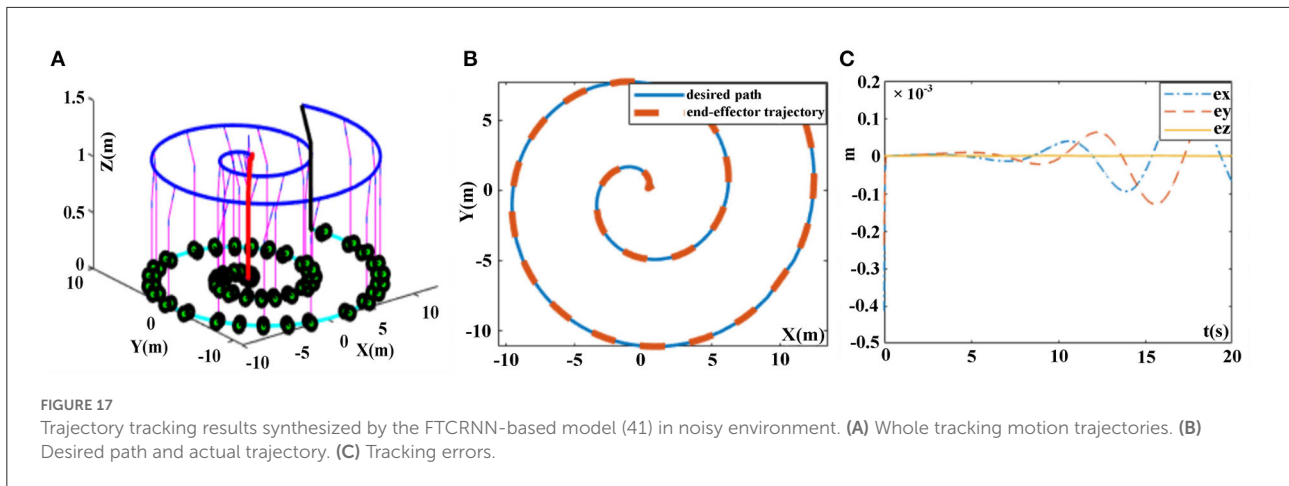 A
1.5
1
0.5
0
Z(m)
10
0
-10
Y(m)
-10
-5
0
5
10
X(m)
B
desired path
end-effector trajectory
5
0
-5
-10
Y(m)
-10
-5
0
5
10
X(m)
C
× 10-3
0.2
0.1
0
-0.1
-0.2
-0.3
-0.4
-0.5
m
ex
ey
ez
0
5
10
15
20
t(s)
FIGURE 17
Trajectory tracking results synthesized by the FTCRNN-based model (41) in noisy environment. (A) Whole tracking motion trajectories. (B)
Desired path and actual trajectory. (C) Tracking errors.